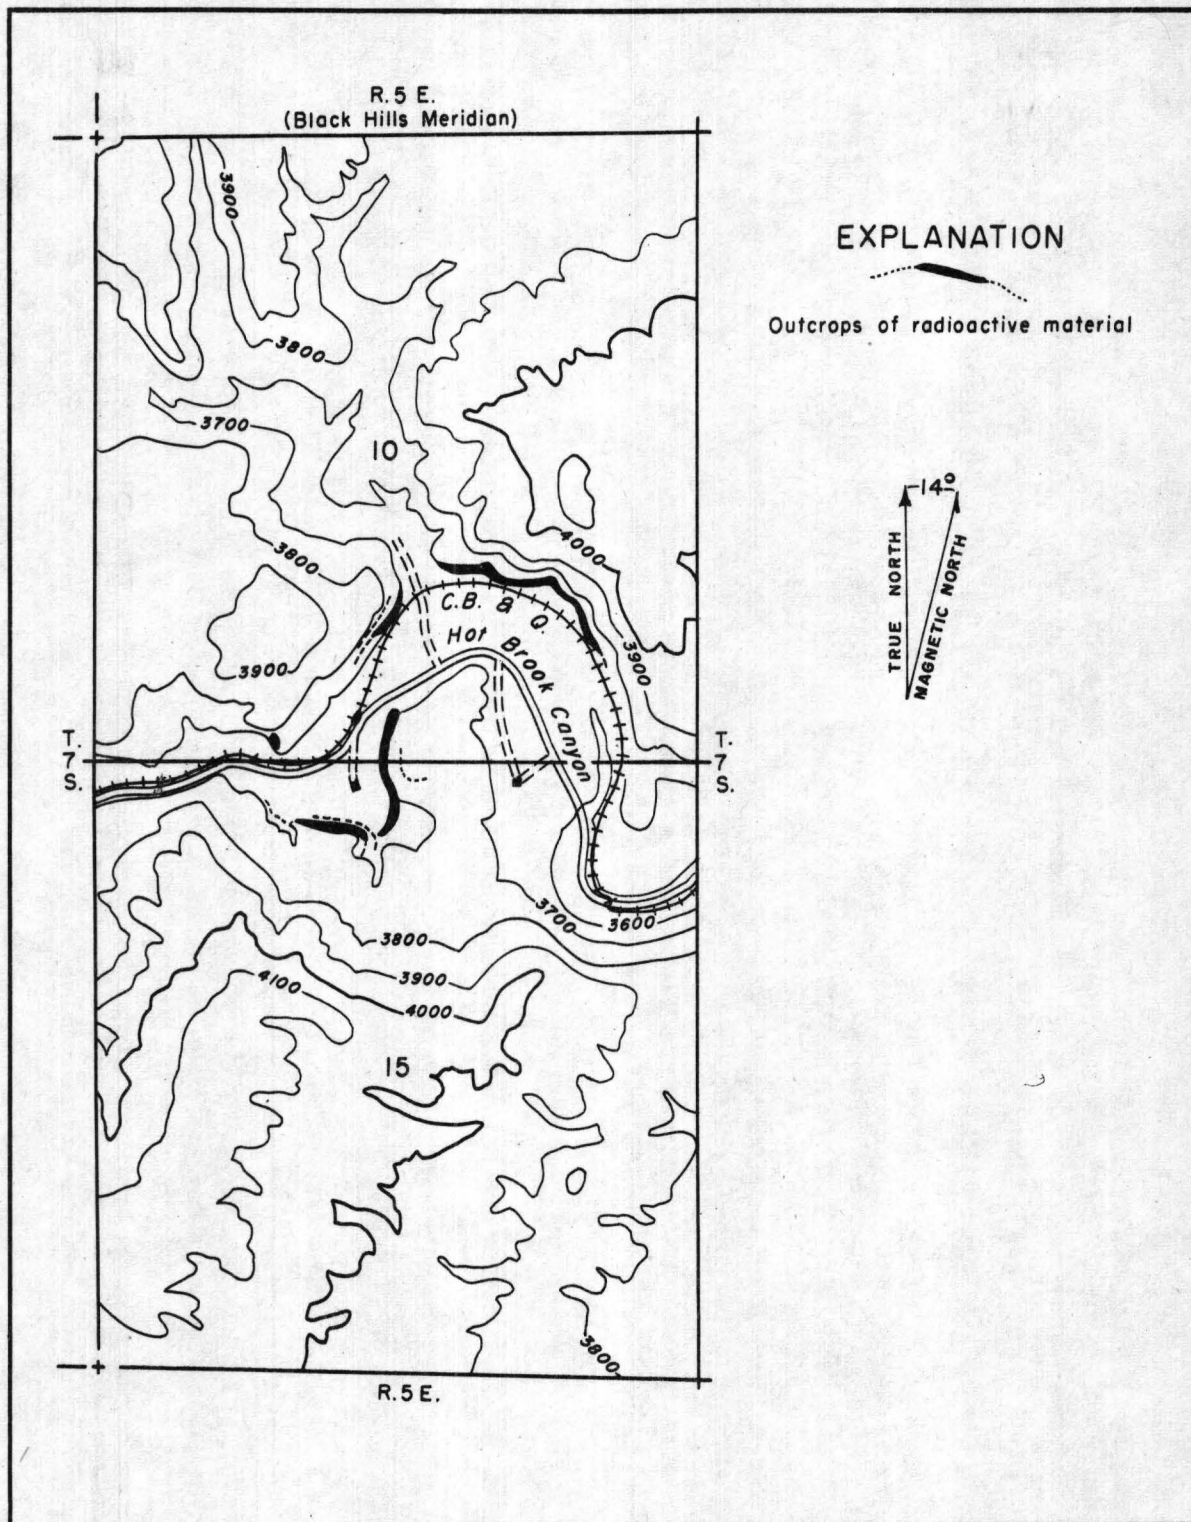 R. 5 E.
(Black Hills Meridian)
3900
EXPLANATION
Outcrops of radioactive material
3800
3700
10
14°
TRUE NORTH
MAGNETIC NORTH
4000
3800
C.B. & Q.
Hot Brook Canyon
3900
3900
T.
7
S.
T.
7
S.
3700
3600
3800
3900
4100
4000
15
3800
R. 5 E.